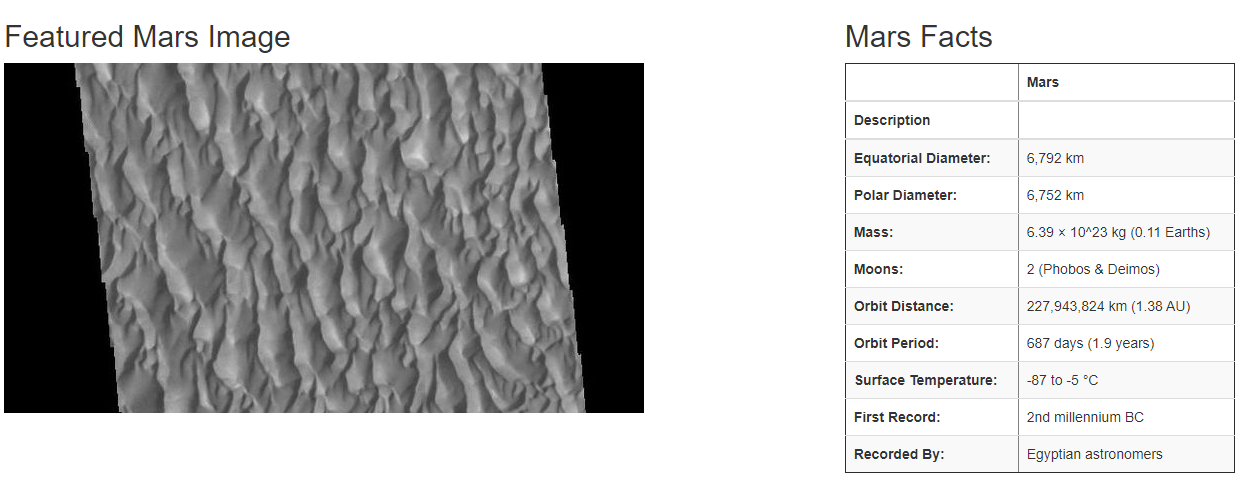 Featured Mars Image
Mars Facts
Mars
Description
Equatorial Diameter: 6,792 km
Polar Diameter: 6,752 km
Mass: 6.39 × 10^23 kg (0.11 Earths)
Moons: 2 (Phobos & Deimos)
Orbit Distance: 227,943,824 km (1.38 AU)
Orbit Period: 687 days (1.9 years)
Surface Temperature: -87 to -5 °C
First Record: 2nd millennium BC
Recorded By: Egyptian astronomers